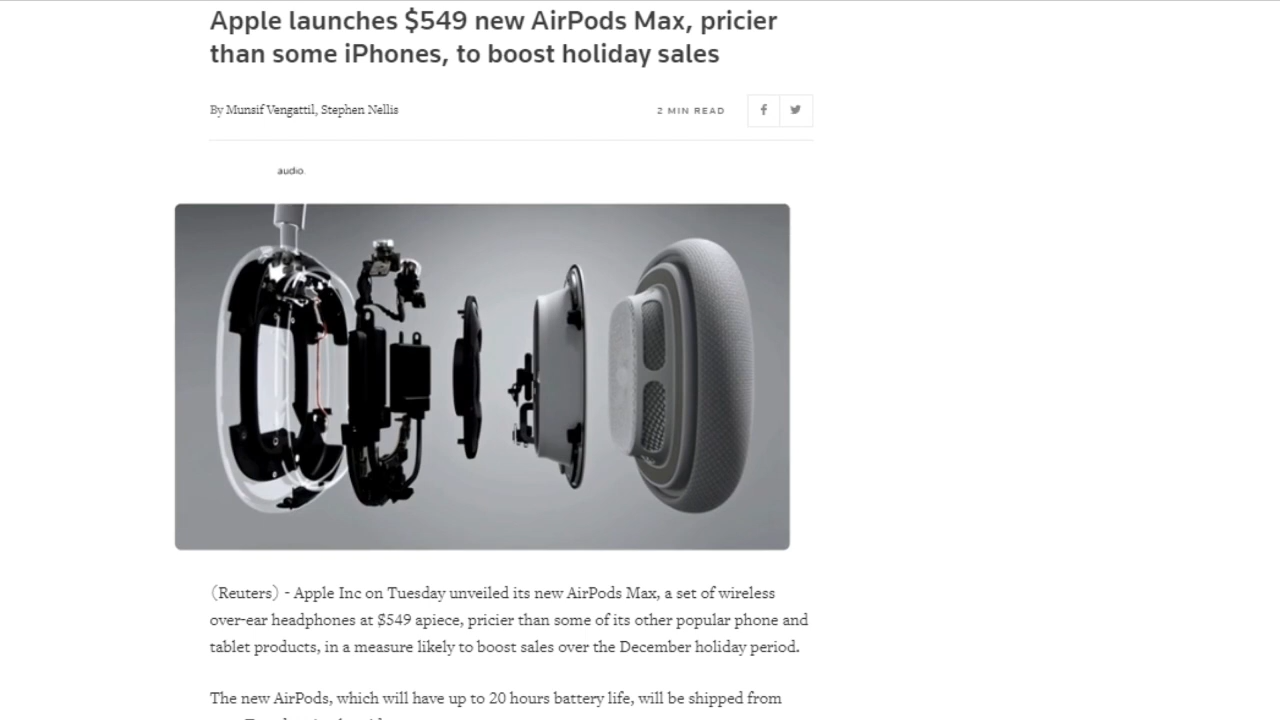 Apple launches $549 new AirPods Max, pricier
than some iPhones, to boost holiday sales
By Munsif Vengattil, Stephen Nellis
2 MIN READ
audio.
(Reuters) - Apple Inc on Tuesday unveiled its new AirPods Max, a set of wireless
over-ear headphones at $549 apiece, pricier than some of its other popular phone and
tablet products, in a measure likely to boost sales over the December holiday period.
The new AirPods, which will have up to 20 hours battery life, will be shipped from